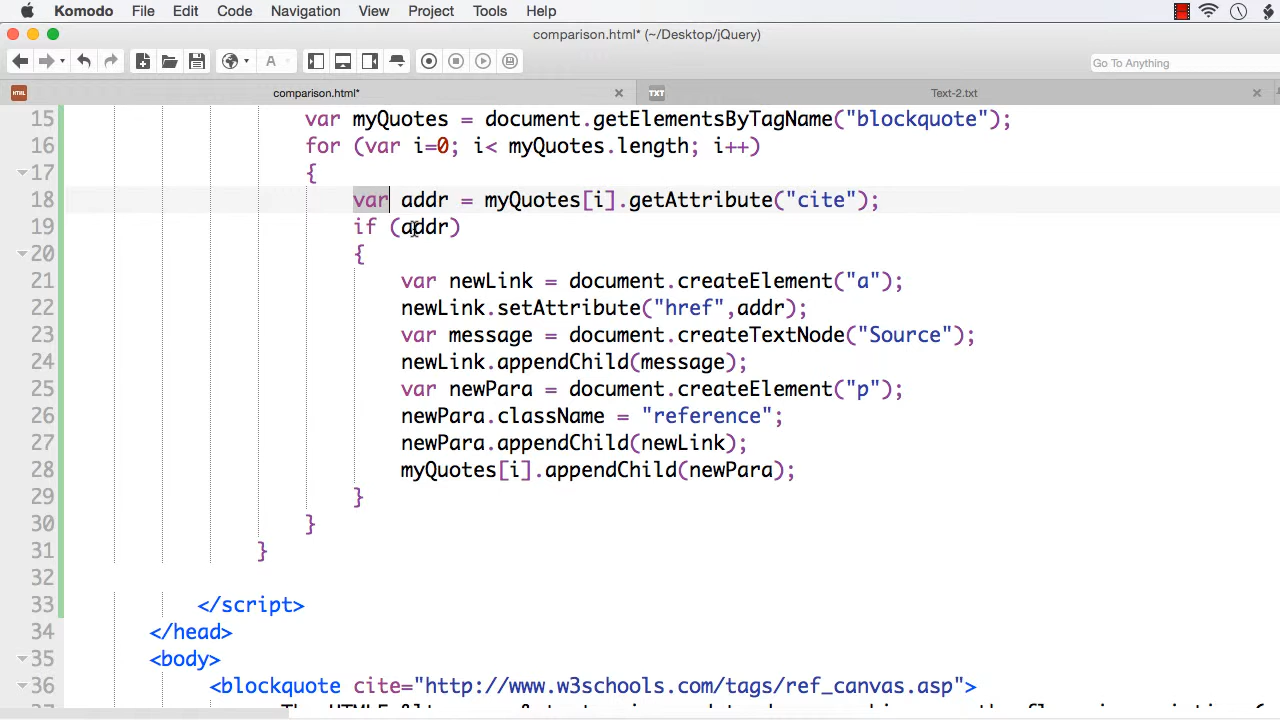 Komodo File Edit Code Navigation View Project Tools Help
comparison.html* (~/Desktop/jQuery)
Go To Anything
HTML comparison.html* TXT Text-2.txt
15 var myQuotes = document.getElementsByTagName("blockquote");
16 for (var i=0; i< myQuotes.length; i++)
17 {
18 var addr = myQuotes[i].getAttribute("cite");
19 if (addr)
20 {
21 var newLink = document.createElement("a");
22 newLink.setAttribute("href",addr);
23 var message = document.createTextNode("Source");
24 newLink.appendChild(message);
25 var newPara = document.createElement("p");
26 newPara.className = "reference";
27 newPara.appendChild(newLink);
28 myQuotes[i].appendChild(newPara);
29 }
30 }
31 }
32
33 </script>
34 </head>
35 <body>
36 <blockquote cite="http://www.w3schools.com/tags/ref_canvas.asp">